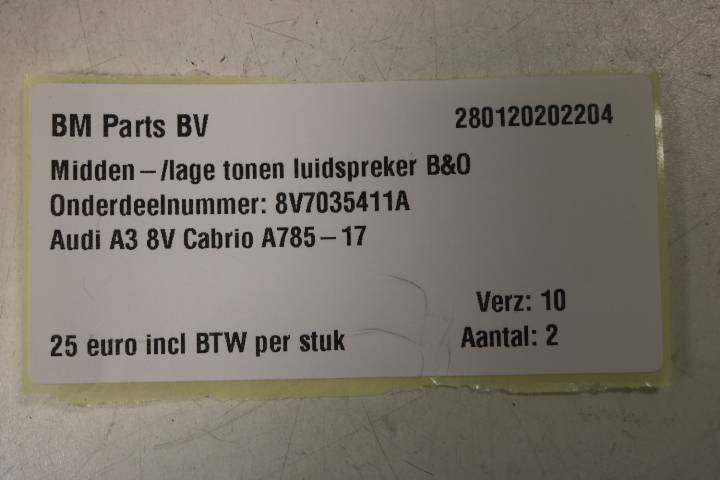 BM Parts BV 280120202204
Midden-/lage tonen luidspreker B&O
Onderdeelnummer: 8V7035411A
Audi A3 8V Cabrio A785-17
Verz: 10
25 euro incl BTW per stuk Aantal: 2